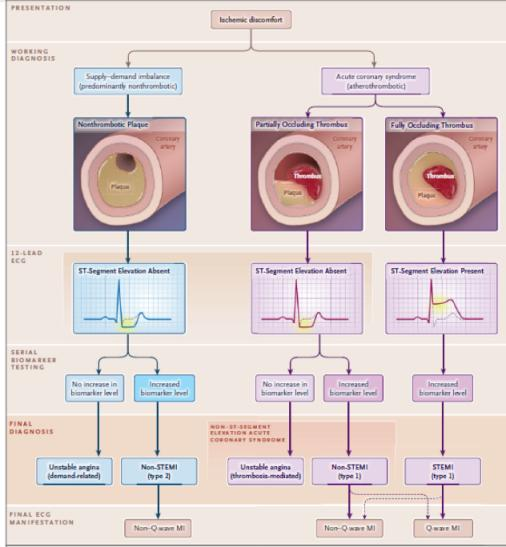 PRESENTATION
Ischemic discomfort
WORKING
DIAGNOSIS
Supply–demand imbalance
(predominantly nonthrombotic)
Acute coronary syndrome
(atherothrombotic)
Nonthrombotic Plaque
Coronary
artery
Plaque
Partially Occluding Thrombus
Coronary
artery
Thrombus
Plaque
Fully Occluding Thrombus
Coronary
artery
Thrombus
Plaque
12-LEAD
ECG
ST-Segment Elevation Absent
ST-Segment Elevation Absent
ST-Segment Elevation Present
SERIAL
BIOMARKER
TESTING
No increase in
biomarker level
Increased
biomarker level
No increase in
biomarker level
Increased
biomarker level
Increased
biomarker level
FINAL
DIAGNOSIS
NON-ST-SEGMENT
ELEVATION ACUTE
CORONARY SYNDROME
Unstable angina
(demand-related)
Non-STEMI
(type 2)
Unstable angina
(thrombosis-mediated)
Non-STEMI
(type 1)
STEMI
(type 1)
FINAL ECG
MANIFESTATION
Non–Q-wave MI
Non–Q-wave MI
Q-wave MI